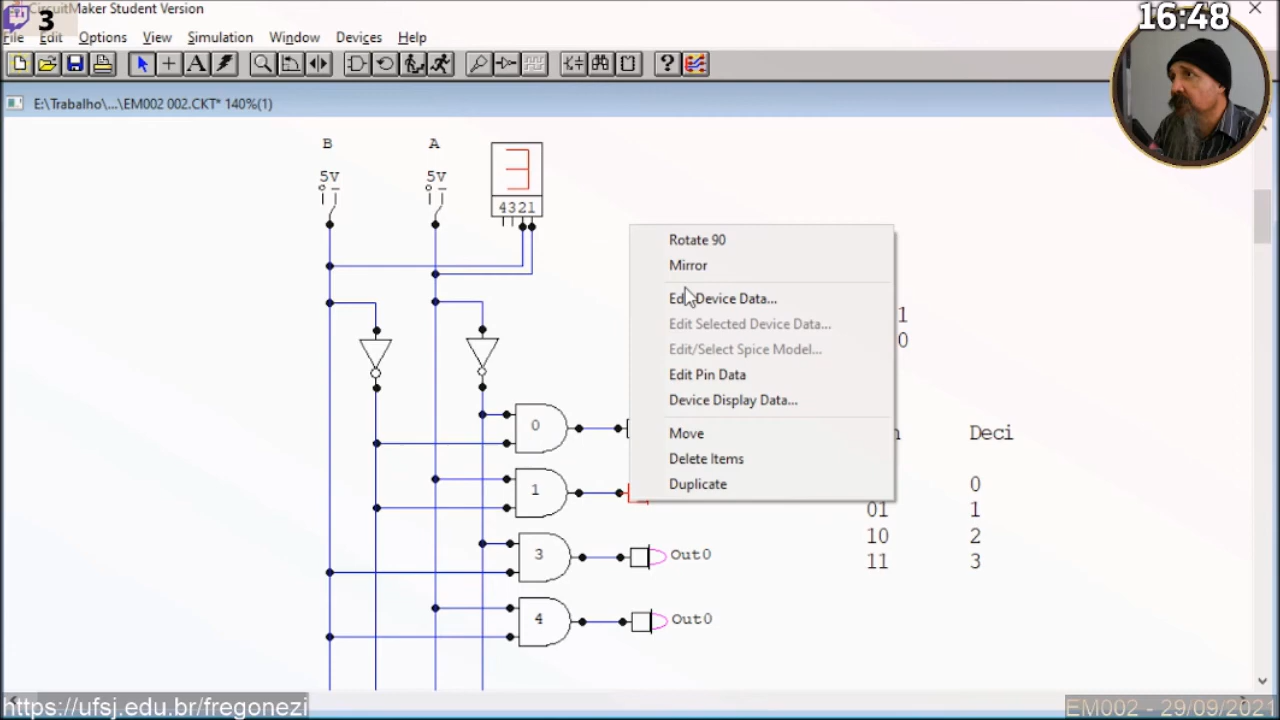 3
16:48
CircuitMaker Student Version
File Edit Options View Simulation Window Devices Help
E:\Trabalho\...\EM002 002.CKT* 140%(1)
B A
5V 5V
3
4321
Rotate 90
Mirror
Edit Device Data...
Edit Selected Device Data...
Edit/Select Spice Model...
Edit Pin Data
Device Display Data...
Move
Delete Items
Duplicate
1
0
Deci
0
0
1
01 1
10 2
3 Out0
11 3
4 Out0
https://ufsj.edu.br/fregonezi
EM002 - 29/09/2021